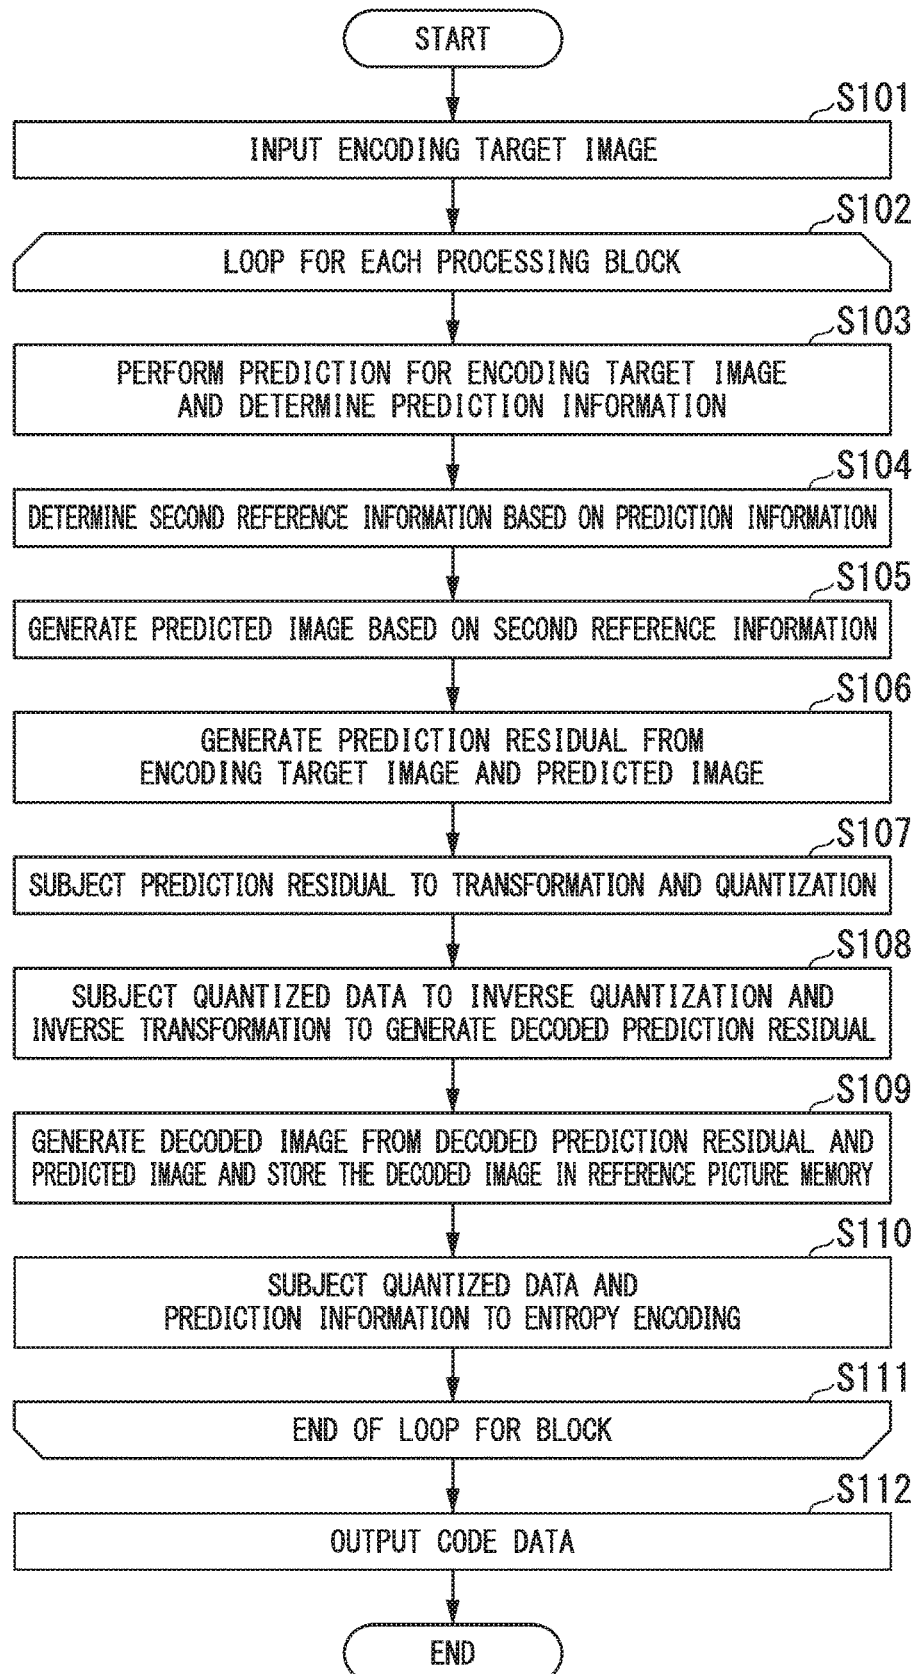 START
S101
INPUT ENCODING TARGET IMAGE
S102
LOOP FOR EACH PROCESSING BLOCK
S103
PERFORM PREDICTION FOR ENCODING TARGET IMAGE
AND DETERMINE PREDICTION INFORMATION
S104
DETERMINE SECOND REFERENCE INFORMATION BASED ON PREDICTION INFORMATION
S105
GENERATE PREDICTED IMAGE BASED ON SECOND REFERENCE INFORMATION
S106
GENERATE PREDICTION RESIDUAL FROM
ENCODING TARGET IMAGE AND PREDICTED IMAGE
S107
SUBJECT PREDICTION RESIDUAL TO TRANSFORMATION AND QUANTIZATION
S108
SUBJECT QUANTIZED DATA TO INVERSE QUANTIZATION AND
INVERSE TRANSFORMATION TO GENERATE DECODED PREDICTION RESIDUAL
S109
GENERATE DECODED IMAGE FROM DECODED PREDICTION RESIDUAL AND
PREDICTED IMAGE AND STORE THE DECODED IMAGE IN REFERENCE PICTURE MEMORY
S110
SUBJECT QUANTIZED DATA AND
PREDICTION INFORMATION TO ENTROPY ENCODING
S111
END OF LOOP FOR BLOCK
S112
OUTPUT CODE DATA
END